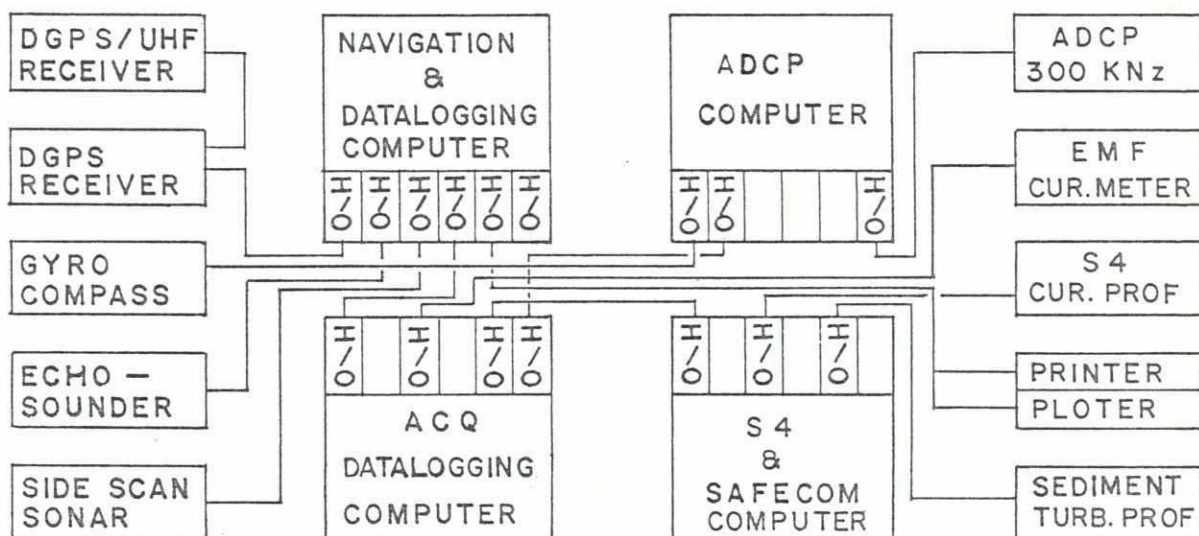 DGPS/UHF
RECEIVER
DGPS
RECEIVER
GYRO
COMPASS
ECHO —
SOUNDER
SIDE SCAN
SONAR
NAVIGATION
&
DATALOGGING
COMPUTER
I/O
I/O
I/O
I/O
I/O
I/O
ADCP
COMPUTER
I/O
I/O
I/O
I/O
I/O
I/O
I/O
ACQ
DATALOGGING
COMPUTER
I/O
I/O
I/O
S4
&
SAFECOM
COMPUTER
ADCP
300 KNz
EMF
CUR.METER
S4
CUR. PROF
PRINTER
PLOTER
SEDIMENT
TURB. PROF